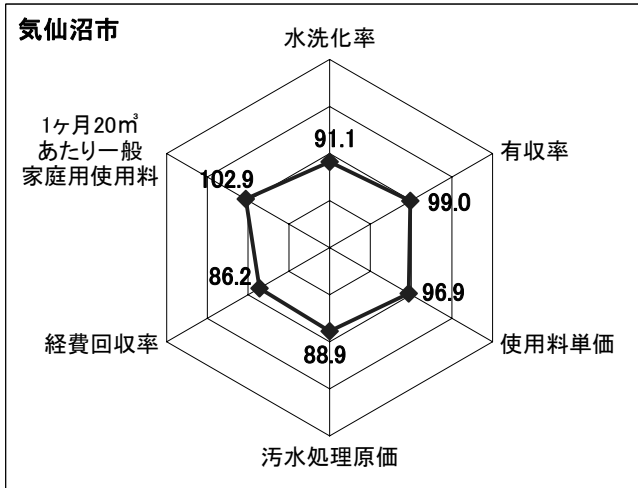 気仙沼市
水洗化率
91.1
有収率
99.0
使用料単価
96.9
汚水処理原価
88.9
経費回収率
86.2
1ヶ月20㎥
あたり一般
家庭用使用料
102.9